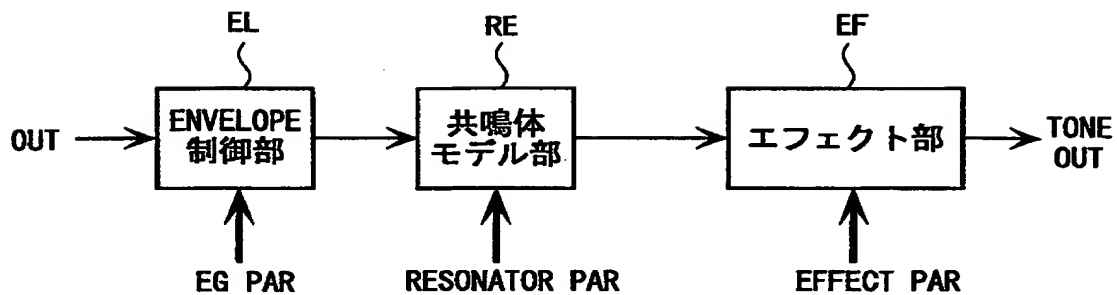 EL
RE
EF
OUT
ENVELOPE
制御部
共鳴体
モデル部
エフェクト部
TONE
OUT
EG PAR
RESONATOR PAR
EFFECT PAR